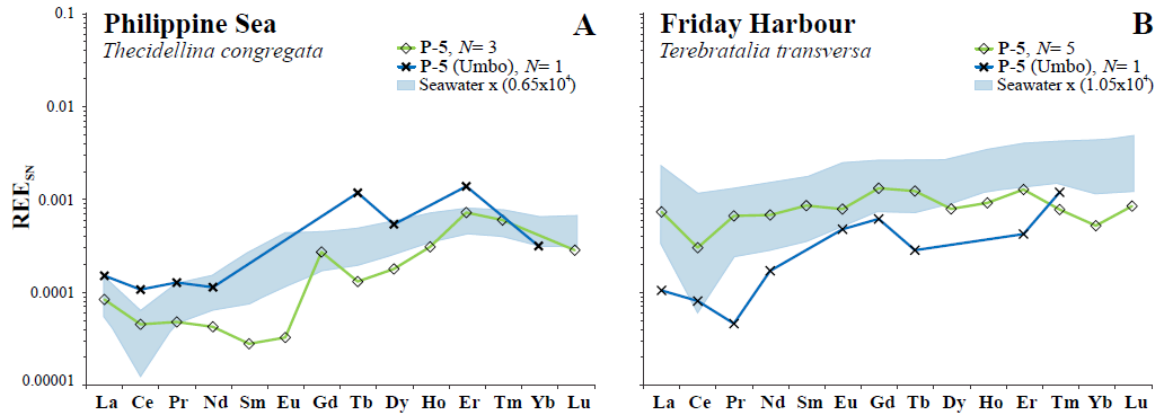 Philippine Sea
A
Thecidellina congregata
P-5, N= 3
P-5 (Umbo), N= 1
Seawater x (0.65x10⁴)
Friday Harbour
B
Terebratalia transversa
P-5, N= 5
P-5 (Umbo), N= 1
Seawater x (1.05x10⁴)
REE_SN
0.1
0.01
0.001
0.0001
0.00001
La Ce Pr Nd Sm Eu Gd Tb Dy Ho Er Tm Yb Lu
La Ce Pr Nd Sm Eu Gd Tb Dy Ho Er Tm Yb Lu